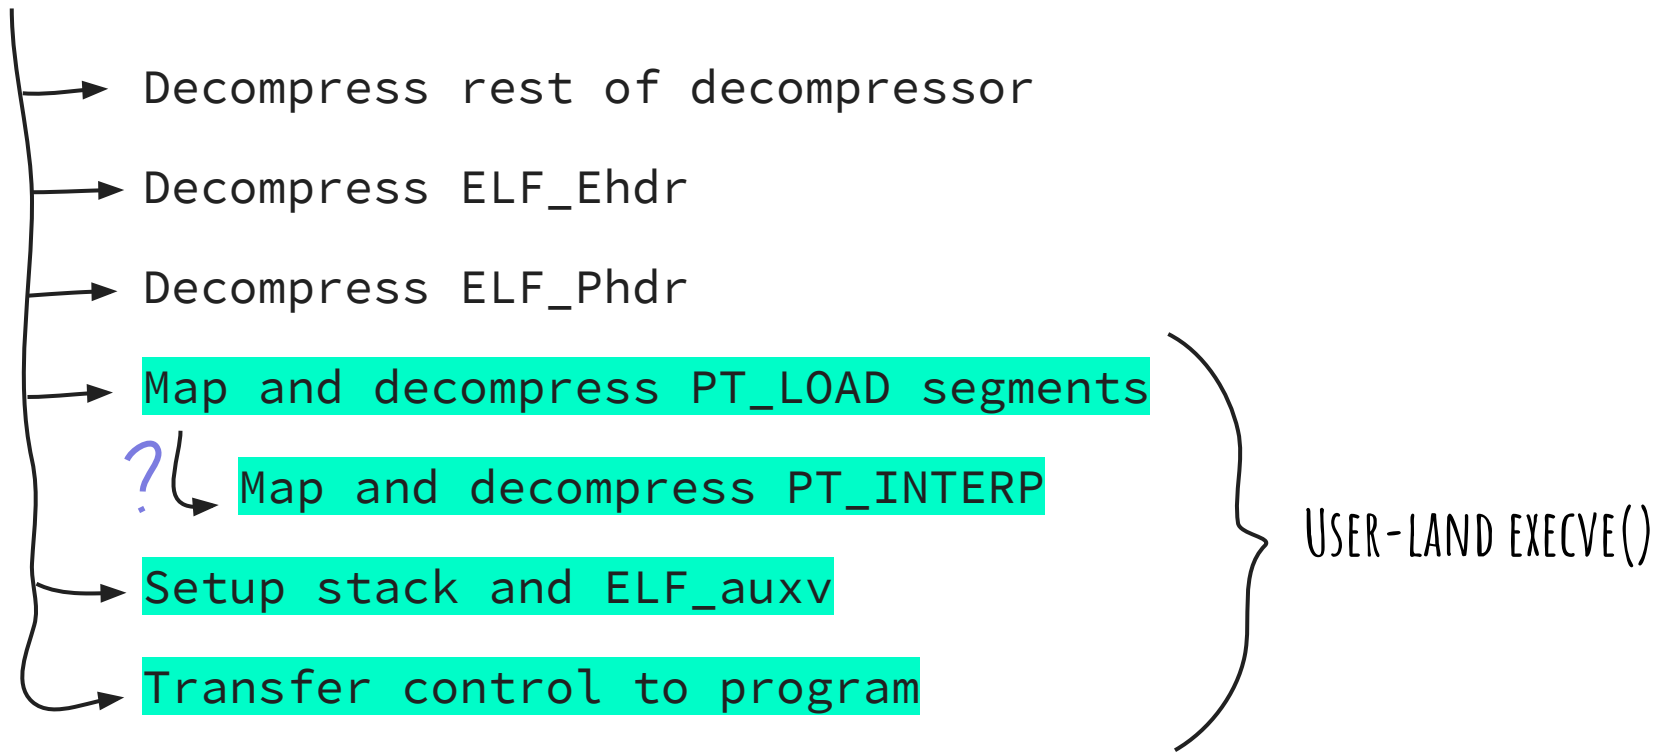 Decompress rest of decompressor
Decompress ELF_Ehdr
Decompress ELF_Phdr
Map and decompress PT_LOAD segments
?
Map and decompress PT_INTERP
USER-LAND EXECVE()
Setup stack and ELF_auxv
Transfer control to program